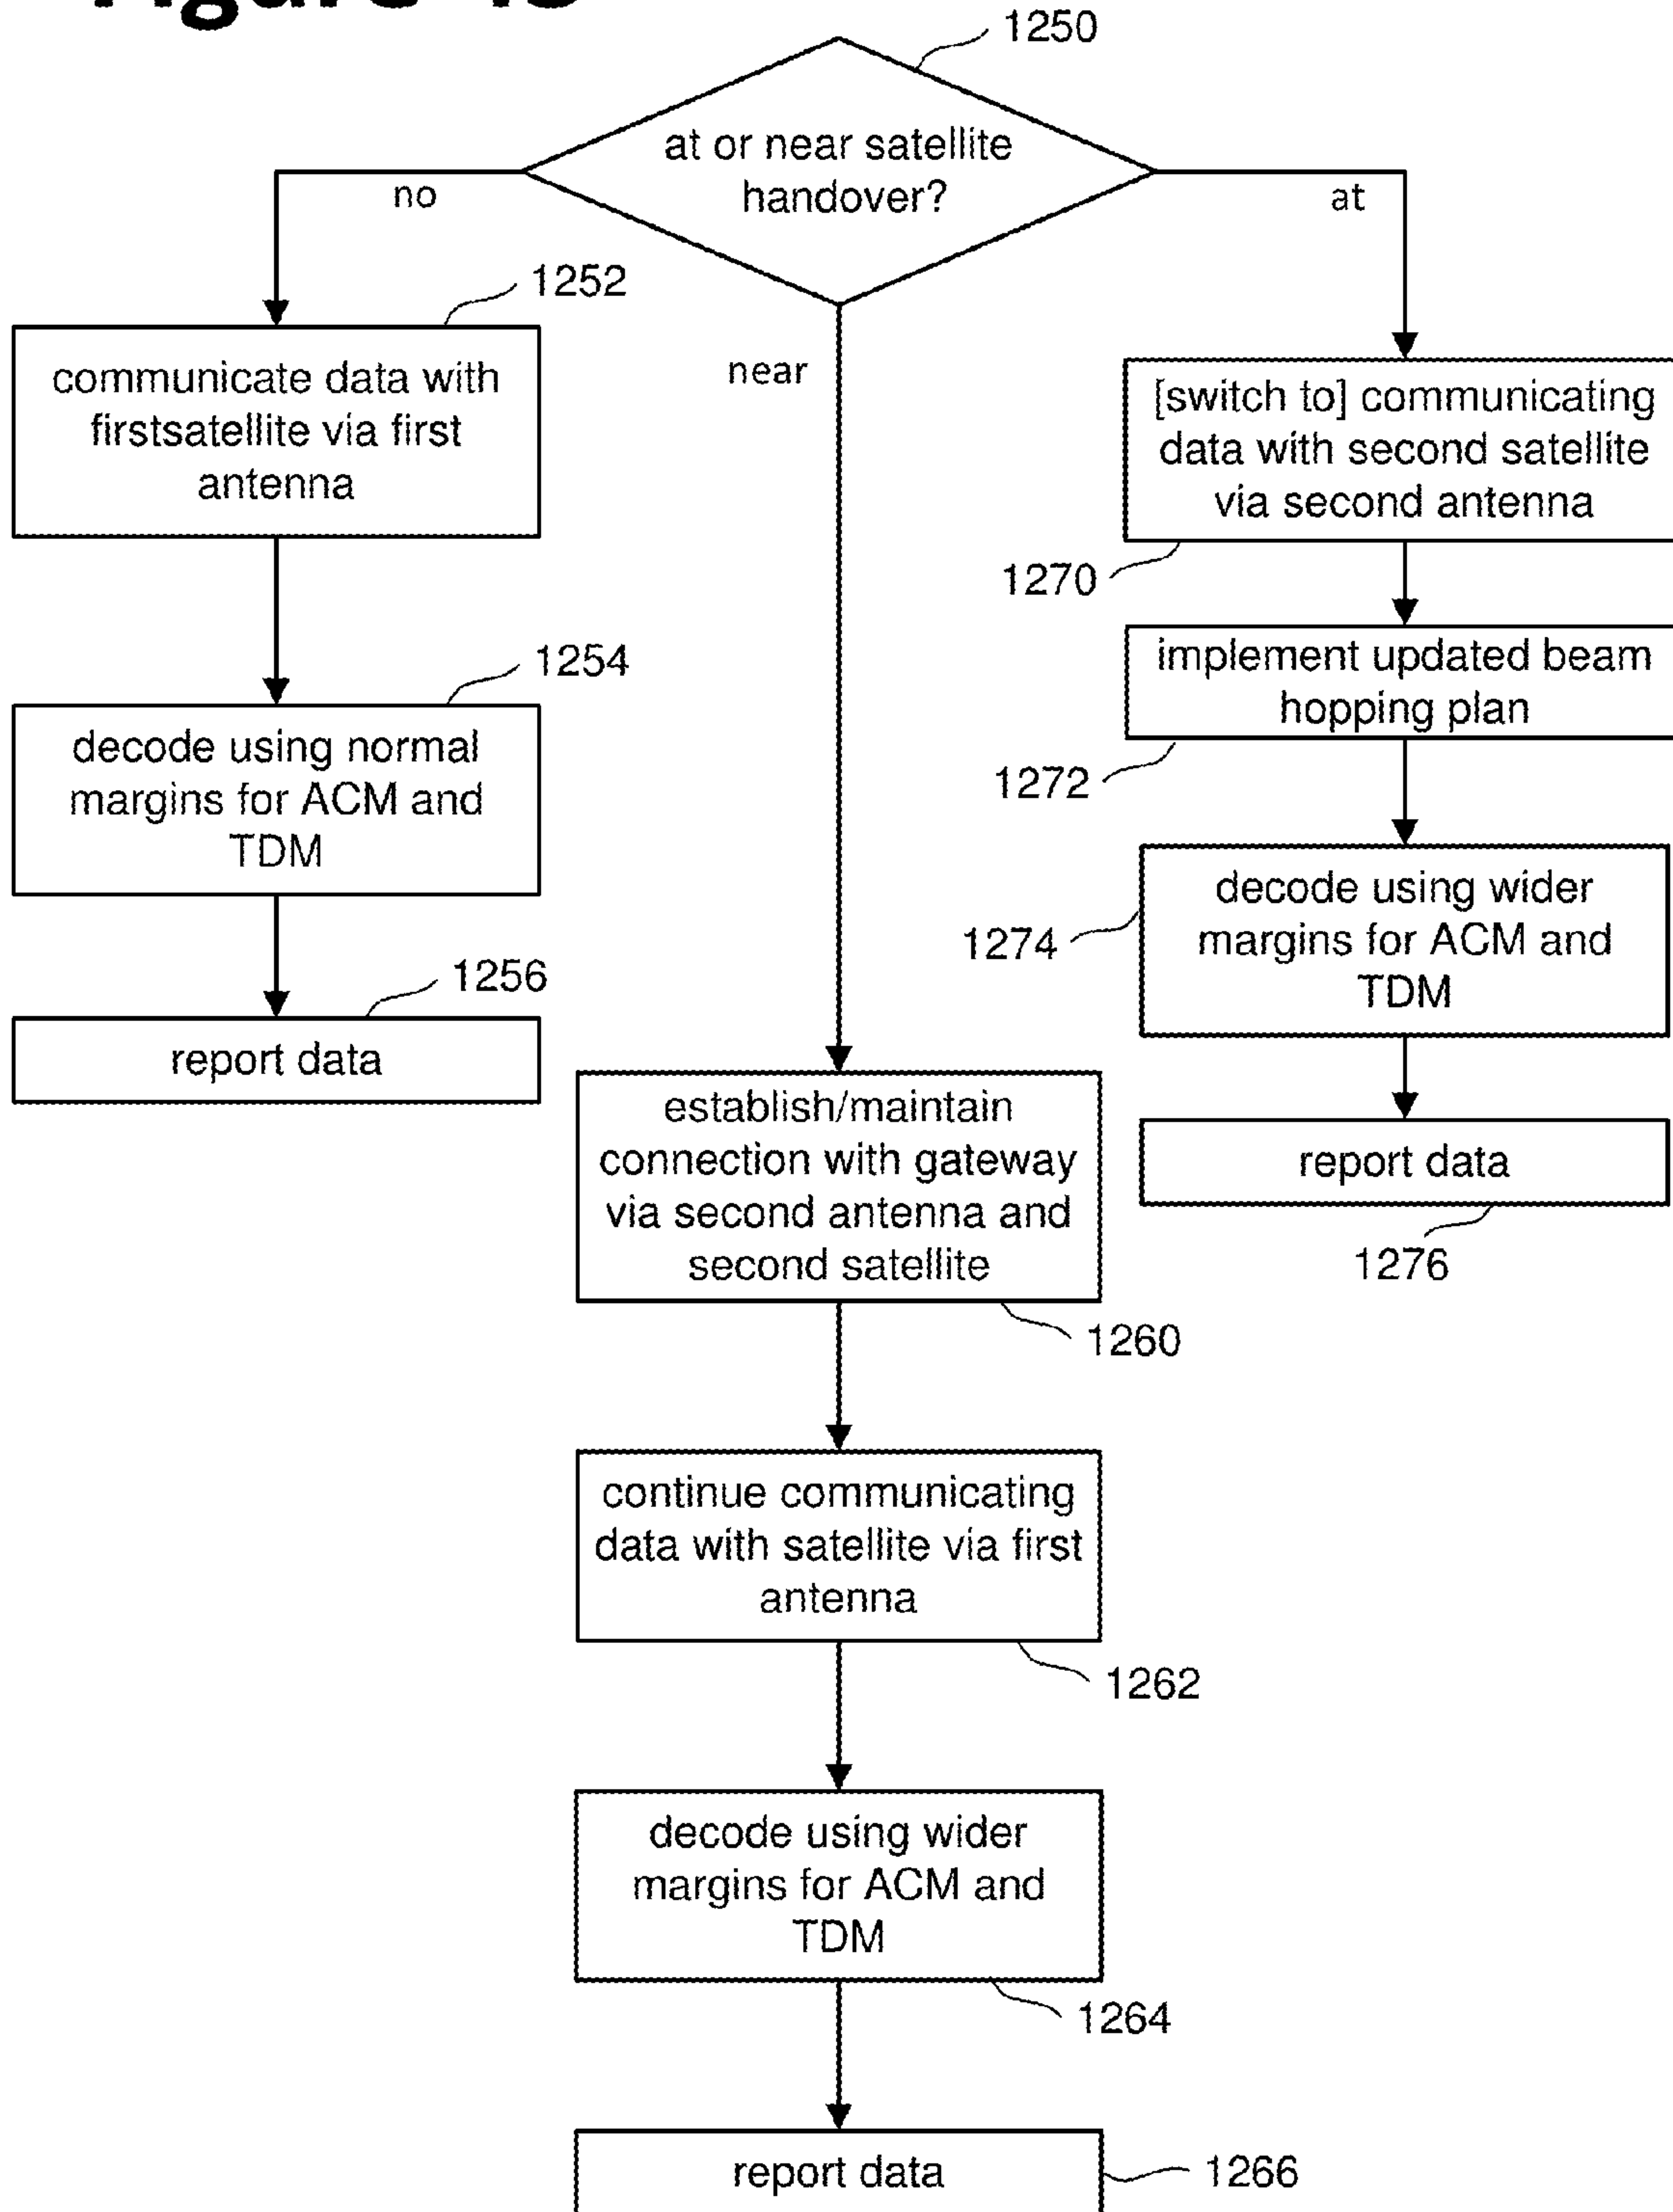 1250
at or near satellite
handover?
no
at
near
1252
communicate data with
firstsatellite via first
antenna
1254
decode using normal
margins for ACM and
TDM
1256
report data
establish/maintain
connection with gateway
via second antenna and
second satellite
1260
continue communicating
data with satellite via first
antenna
1262
decode using wider
margins for ACM and
TDM
1264
report data
1266
[switch to] communicating
data with second satellite
via second antenna
1270
implement updated beam
hopping plan
1272
decode using wider
margins for ACM and
TDM
1274
report data
1276